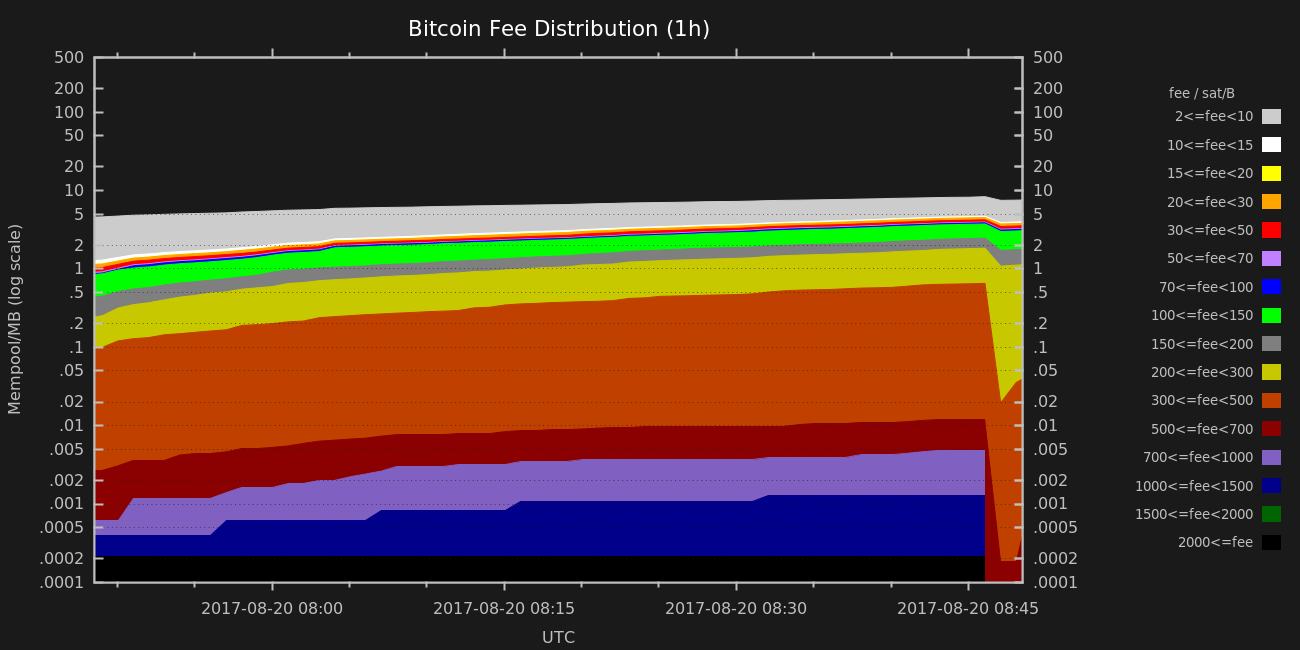 Bitcoin Fee Distribution (1h)
500 500
200 200
100 100
50 50
20 20
10 10
5 5
2 2
1 1
.5 .5
.2 .2
.1 .1
.05 .05
.02 .02
.01 .01
.005 .005
.002 .002
.001 .001
.0005 .0005
.0002 .0002
.0001 .0001
Mempool/MB (log scale)
2017-08-20 08:00 2017-08-20 08:15 2017-08-20 08:30 2017-08-20 08:45
UTC
fee / sat/B
2<=fee<10
10<=fee<15
15<=fee<20
20<=fee<30
30<=fee<50
50<=fee<70
70<=fee<100
100<=fee<150
150<=fee<200
200<=fee<300
300<=fee<500
500<=fee<700
700<=fee<1000
1000<=fee<1500
1500<=fee<2000
2000<=fee